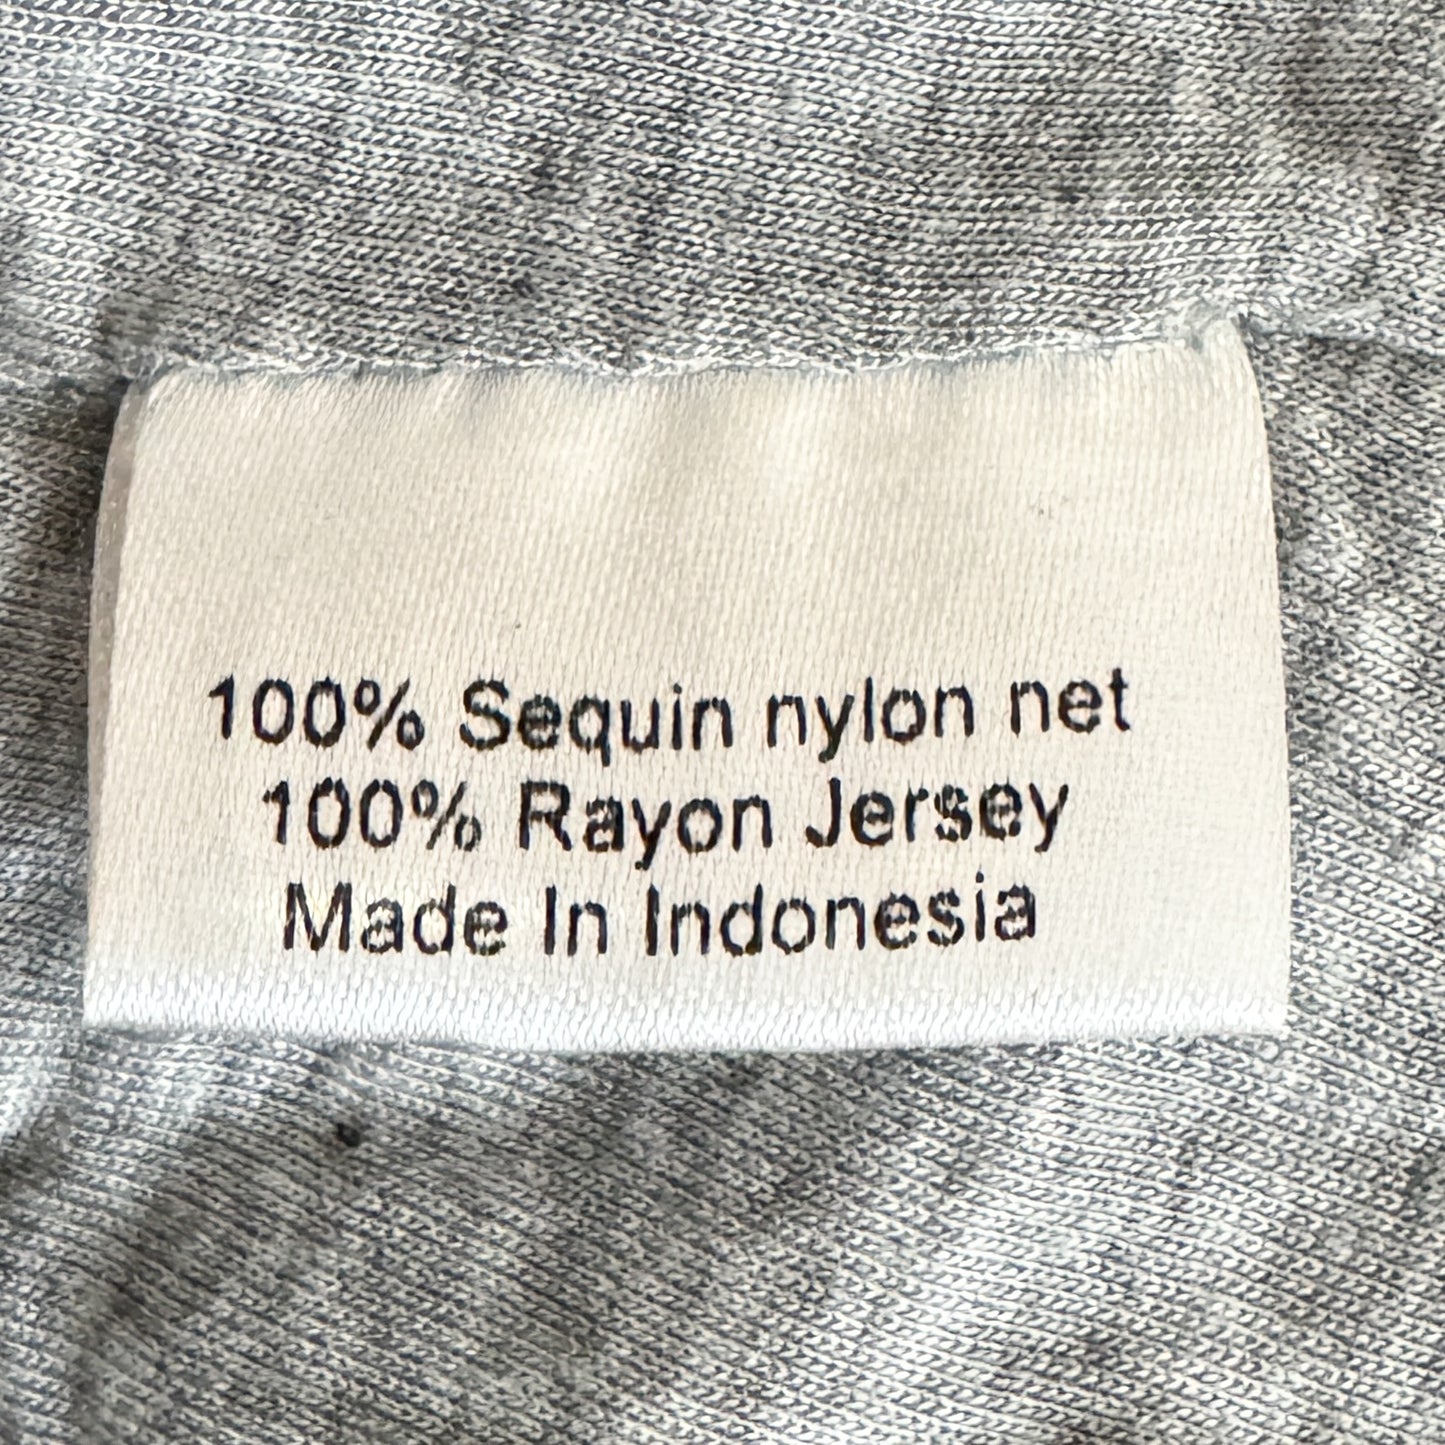 100% Sequin nylon net
100% Rayon Jersey
Made In Indonesia